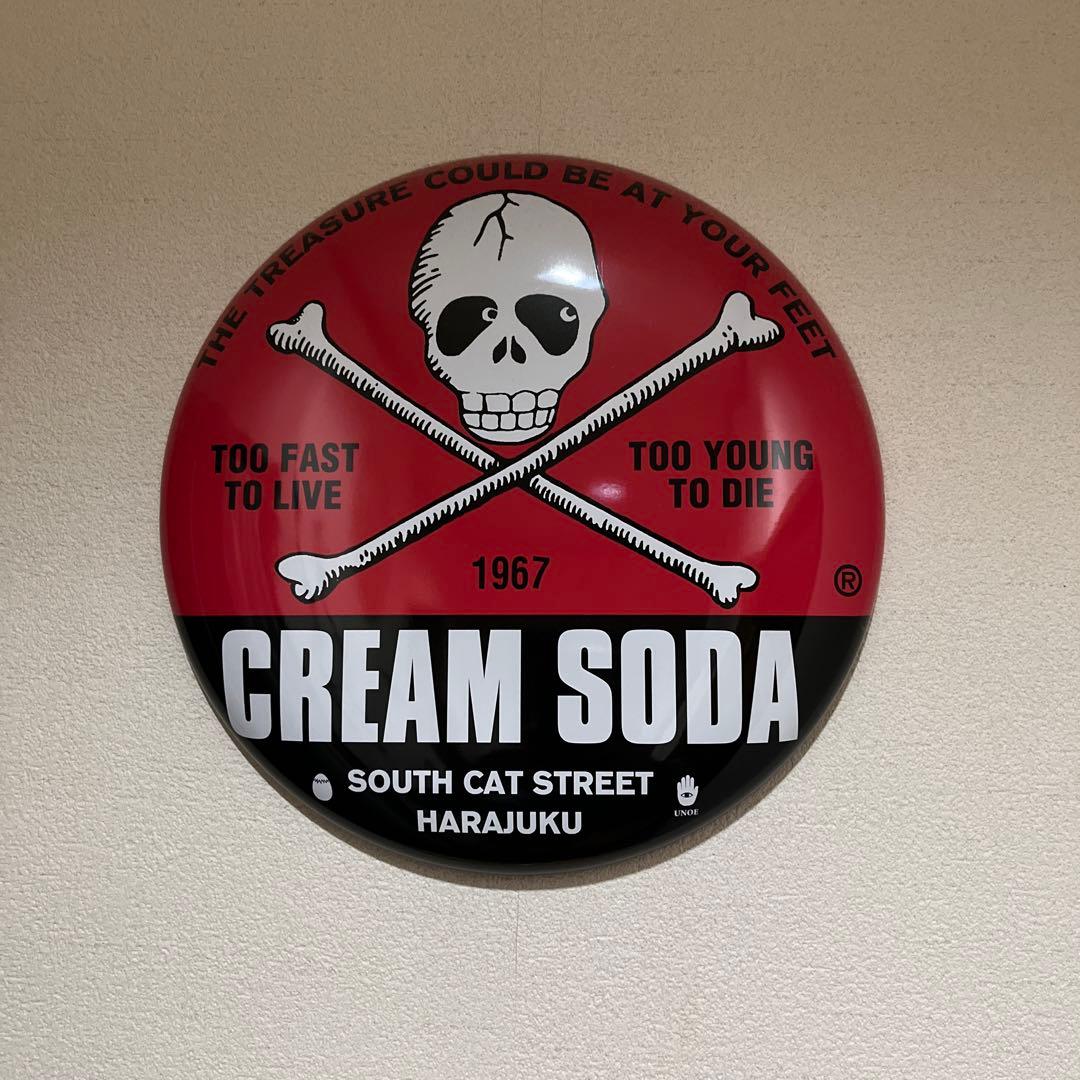 THE TREASURE COULD BE AT YOUR FEET
TOO FAST
TO LIVE
TOO YOUNG
TO DIE
1967
®
CREAM SODA
SOUTH CAT STREET
HARAJUKU
UNOE